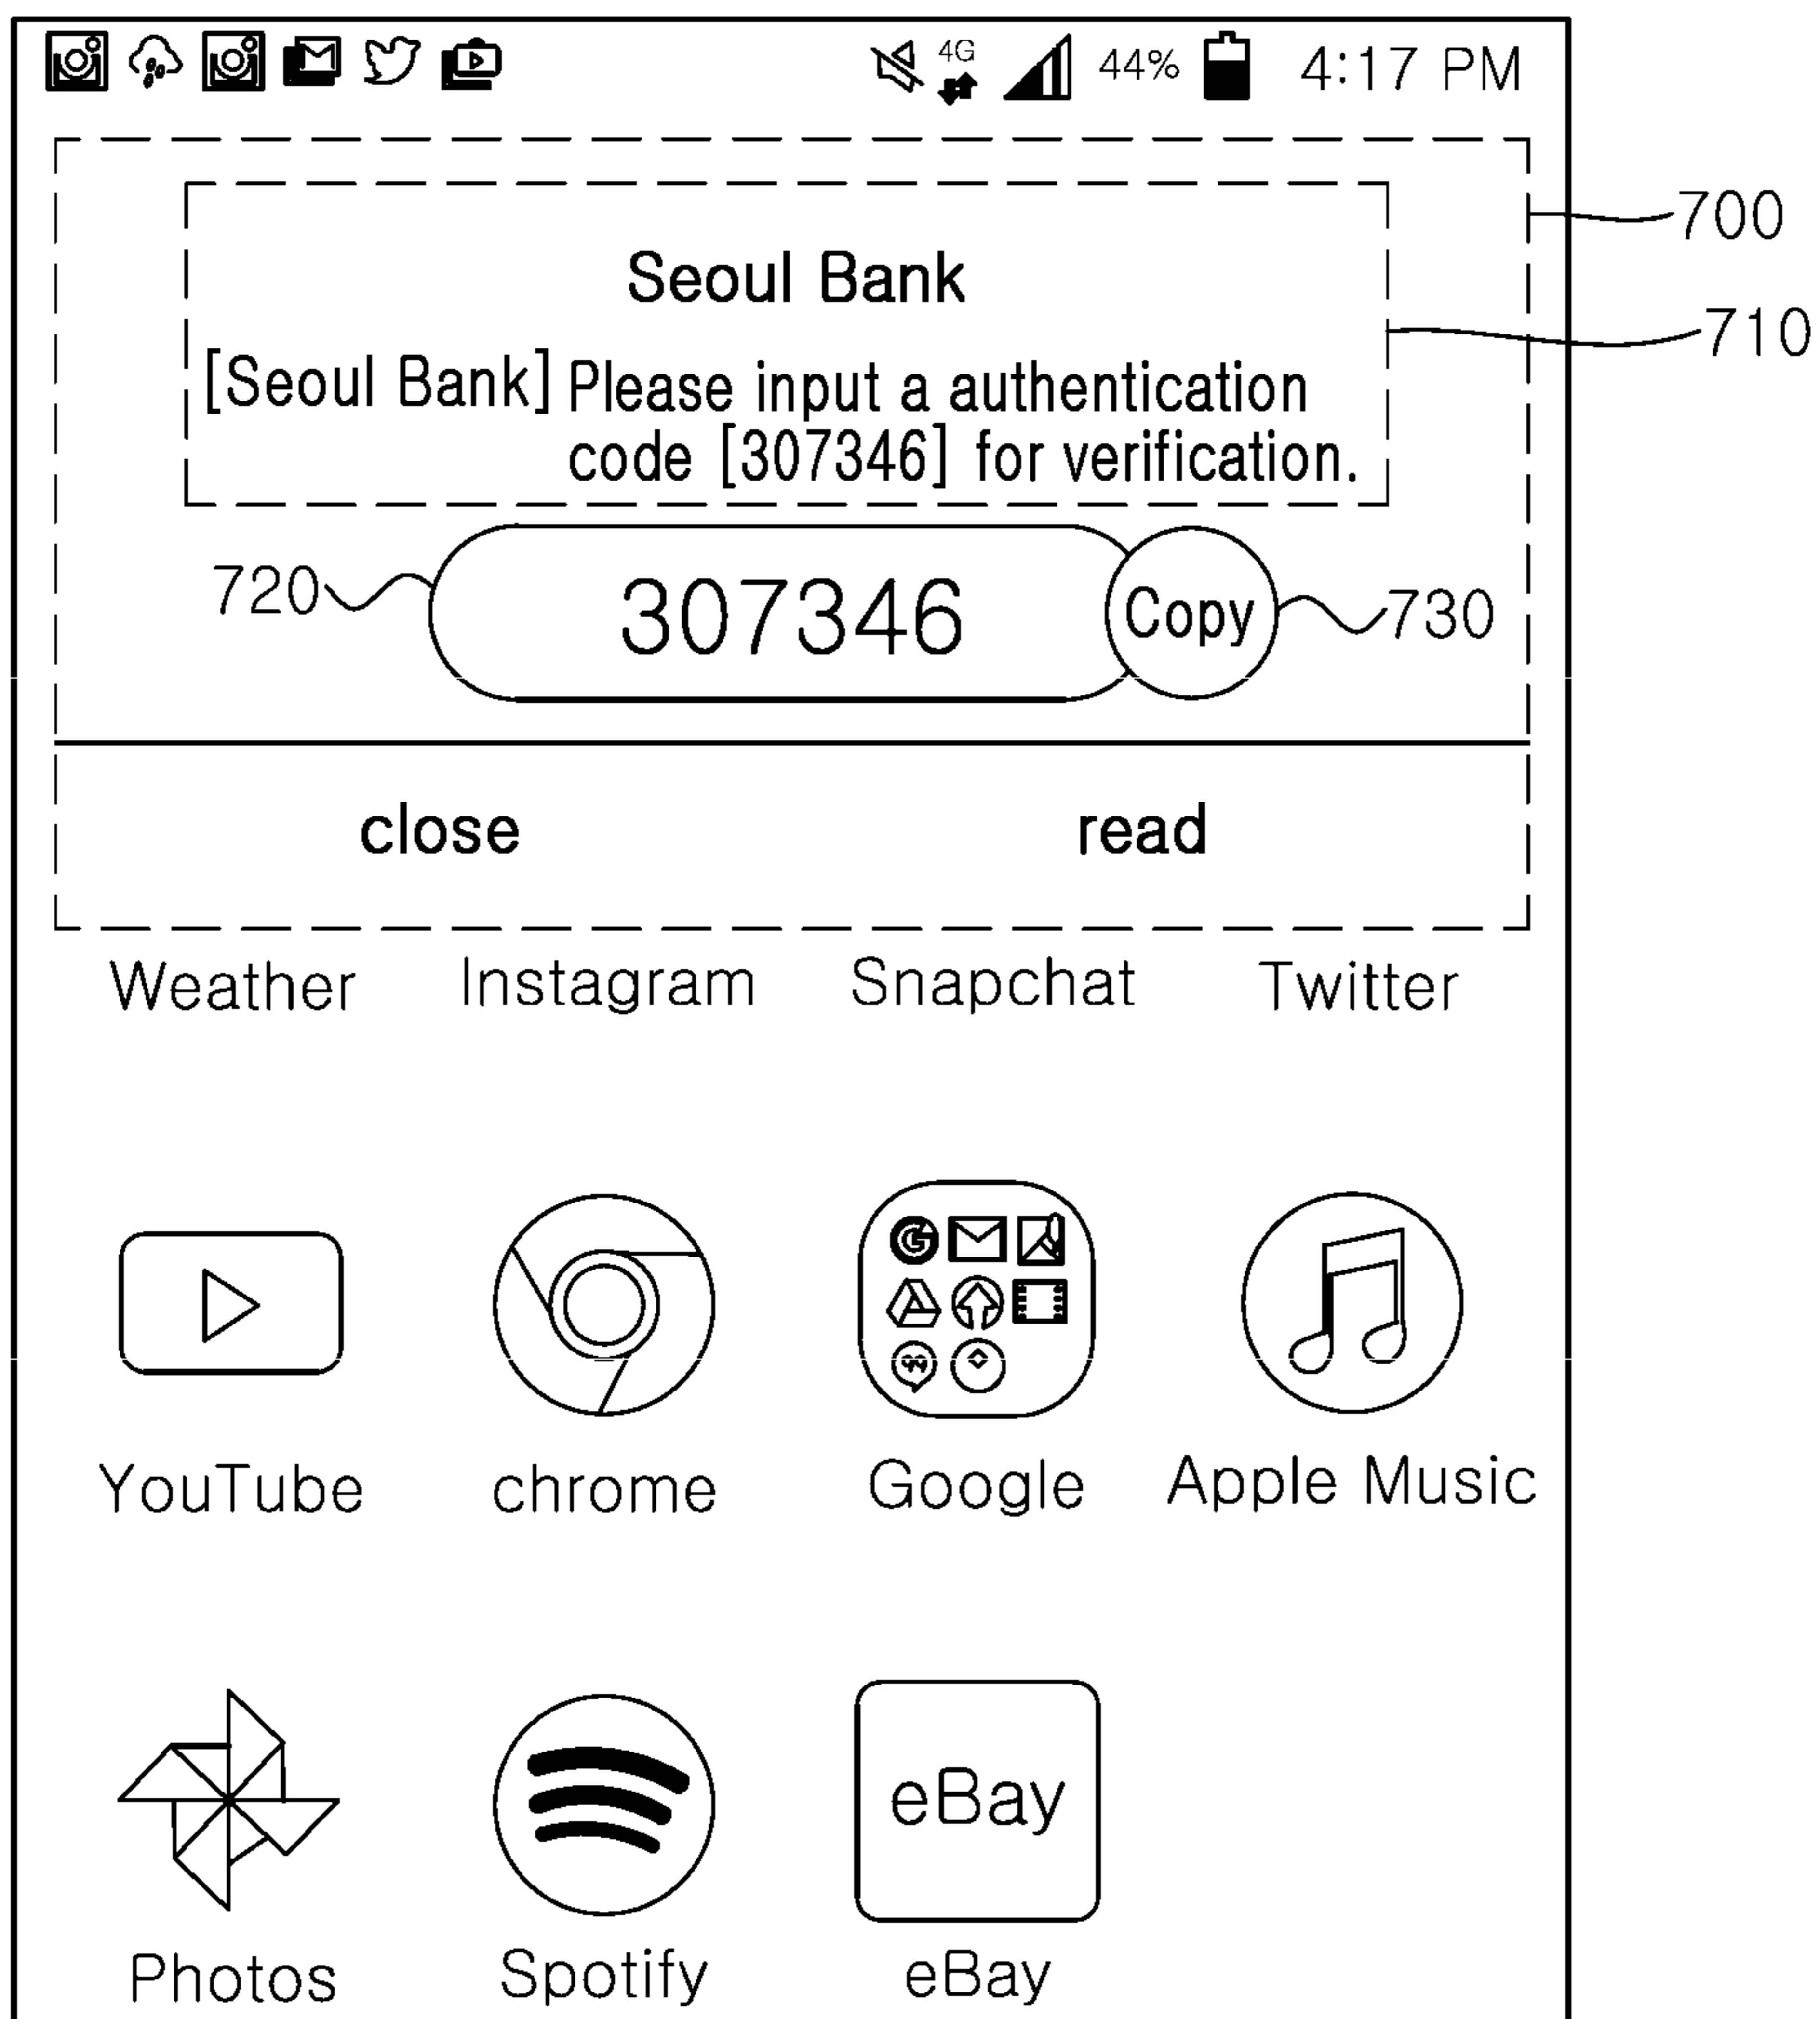 4G 44% 4:17 PM
700
Seoul Bank
710
[Seoul Bank] Please input a authentication
code [307346] for verification.
720 307346 Copy 730
close read
Weather Instagram Snapchat Twitter
G
YouTube chrome Google Apple Music
eBay
Photos Spotify eBay